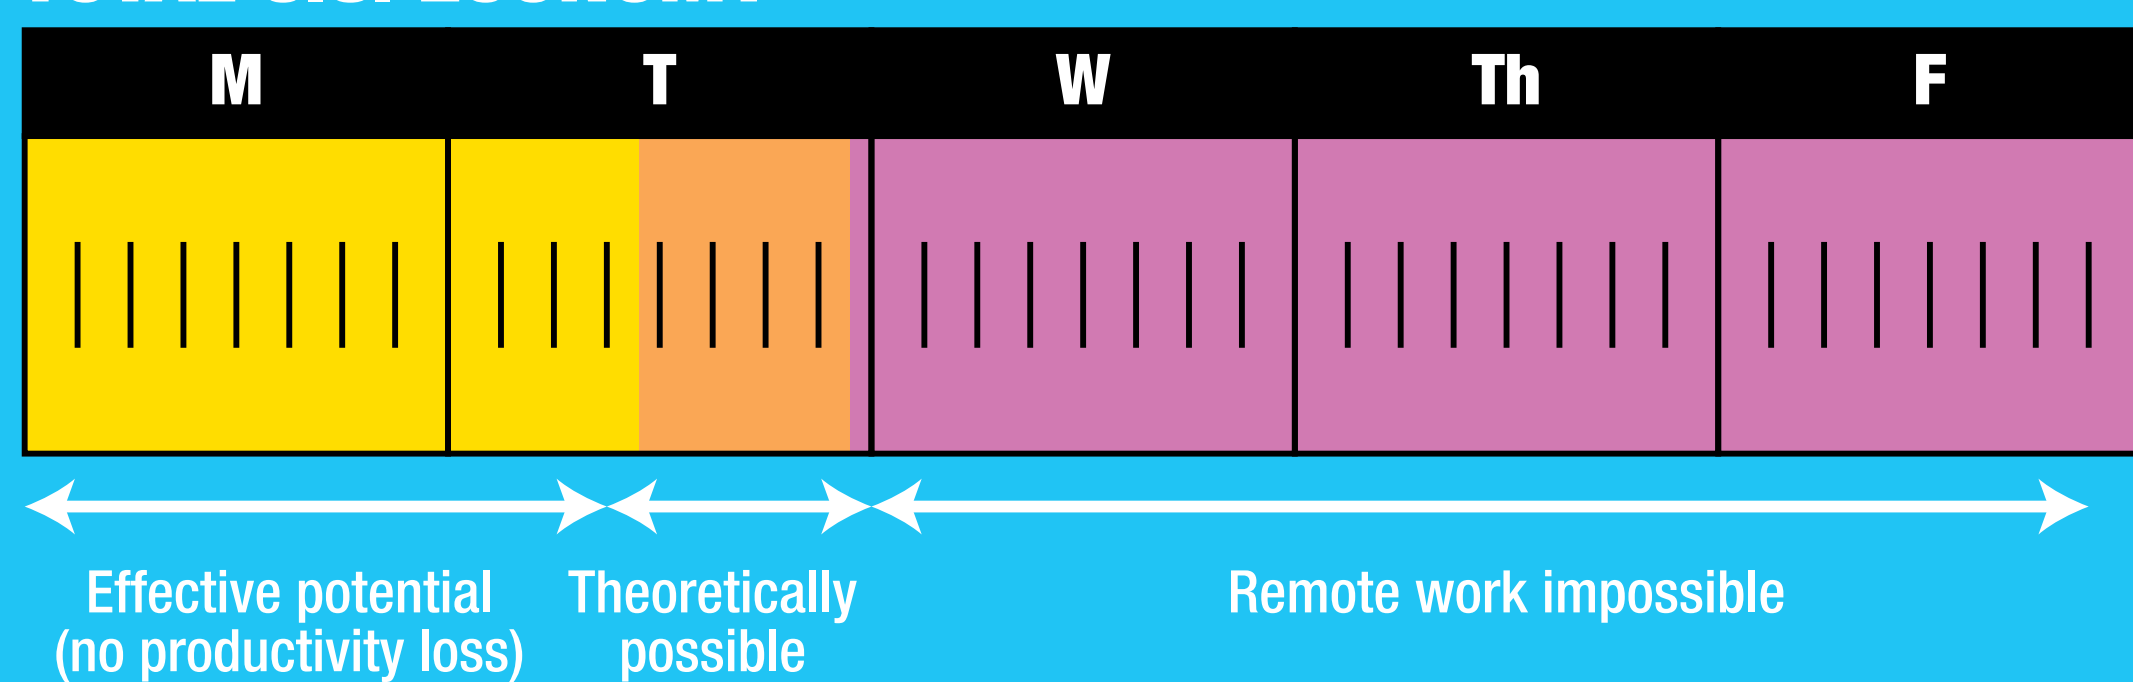 M T W Th F
Effective potential Theoretically Remote work impossible
(no productivity loss) possible